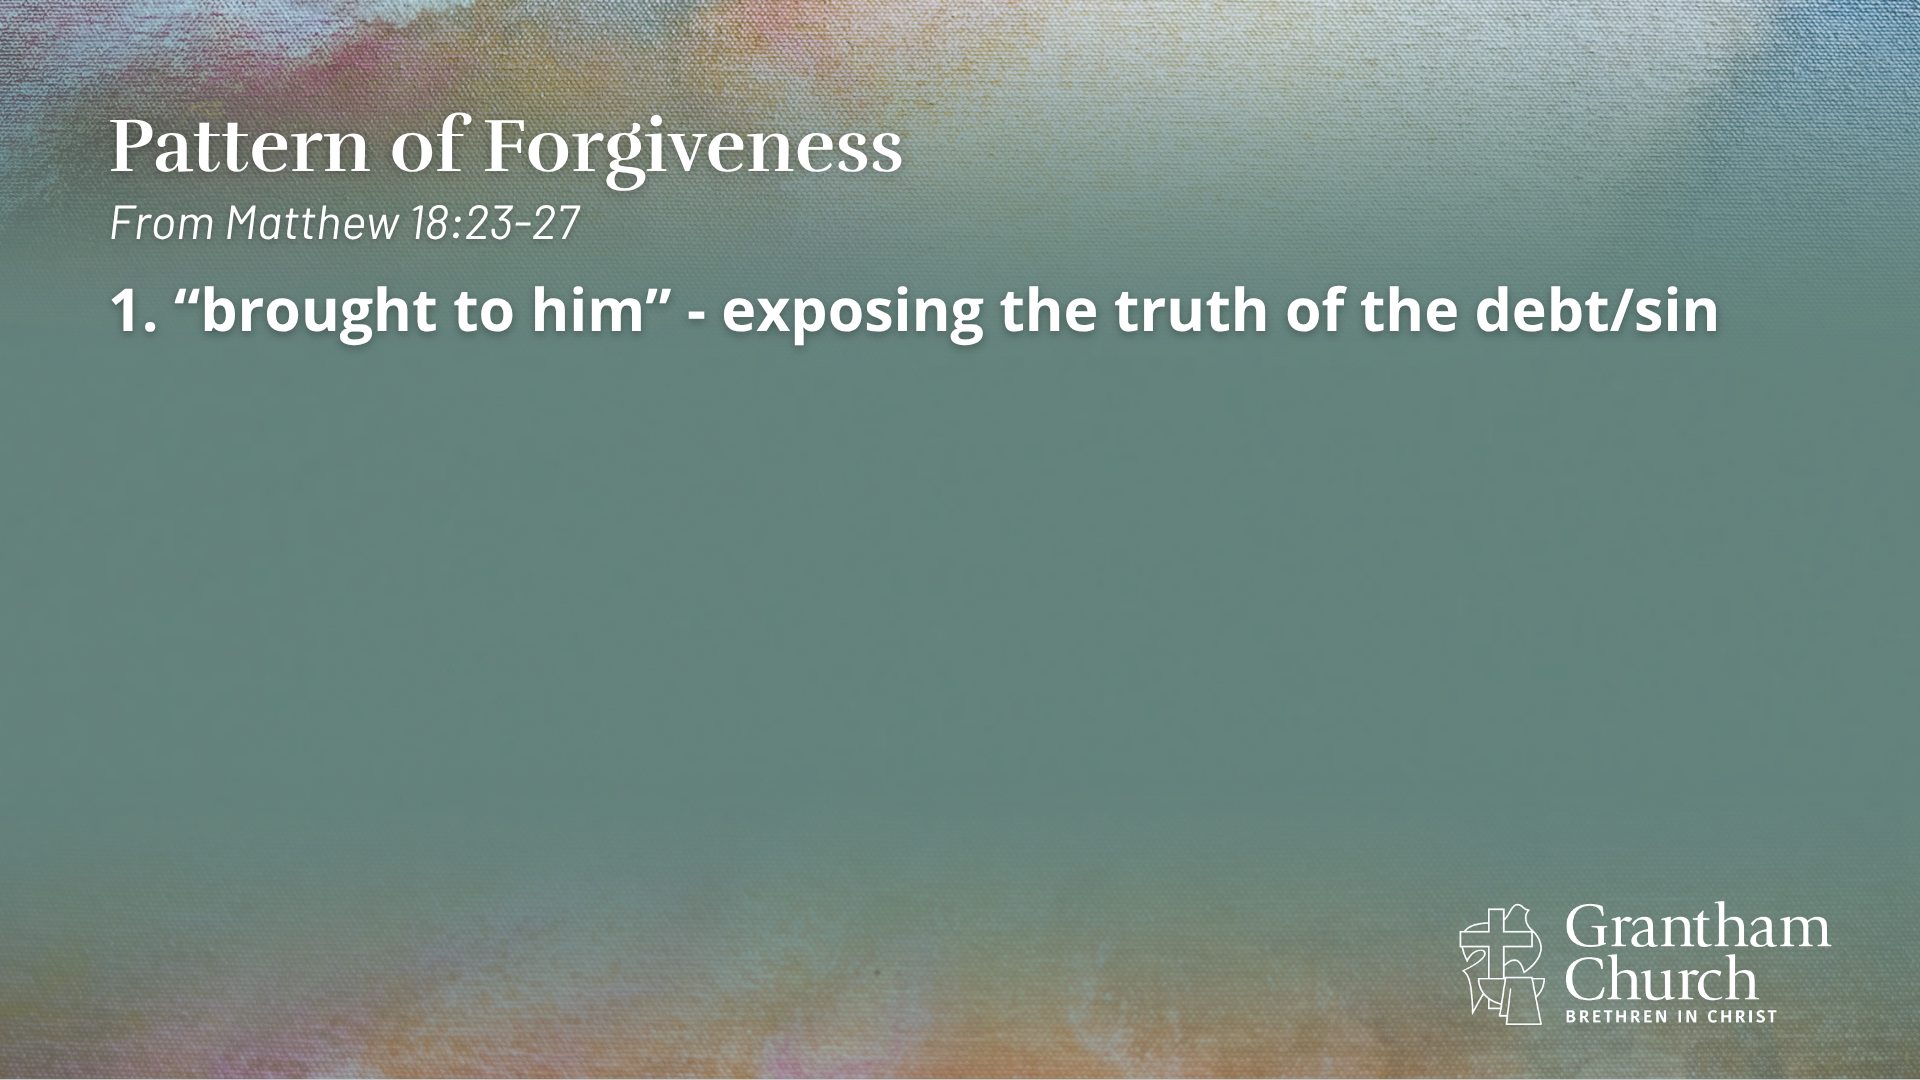 Pattern of Forgiveness
From Matthew 18:23-27
1. “brought to him” - exposing the truth of the debt/sin
Grantham
Church
BRETHREN IN CHRIST